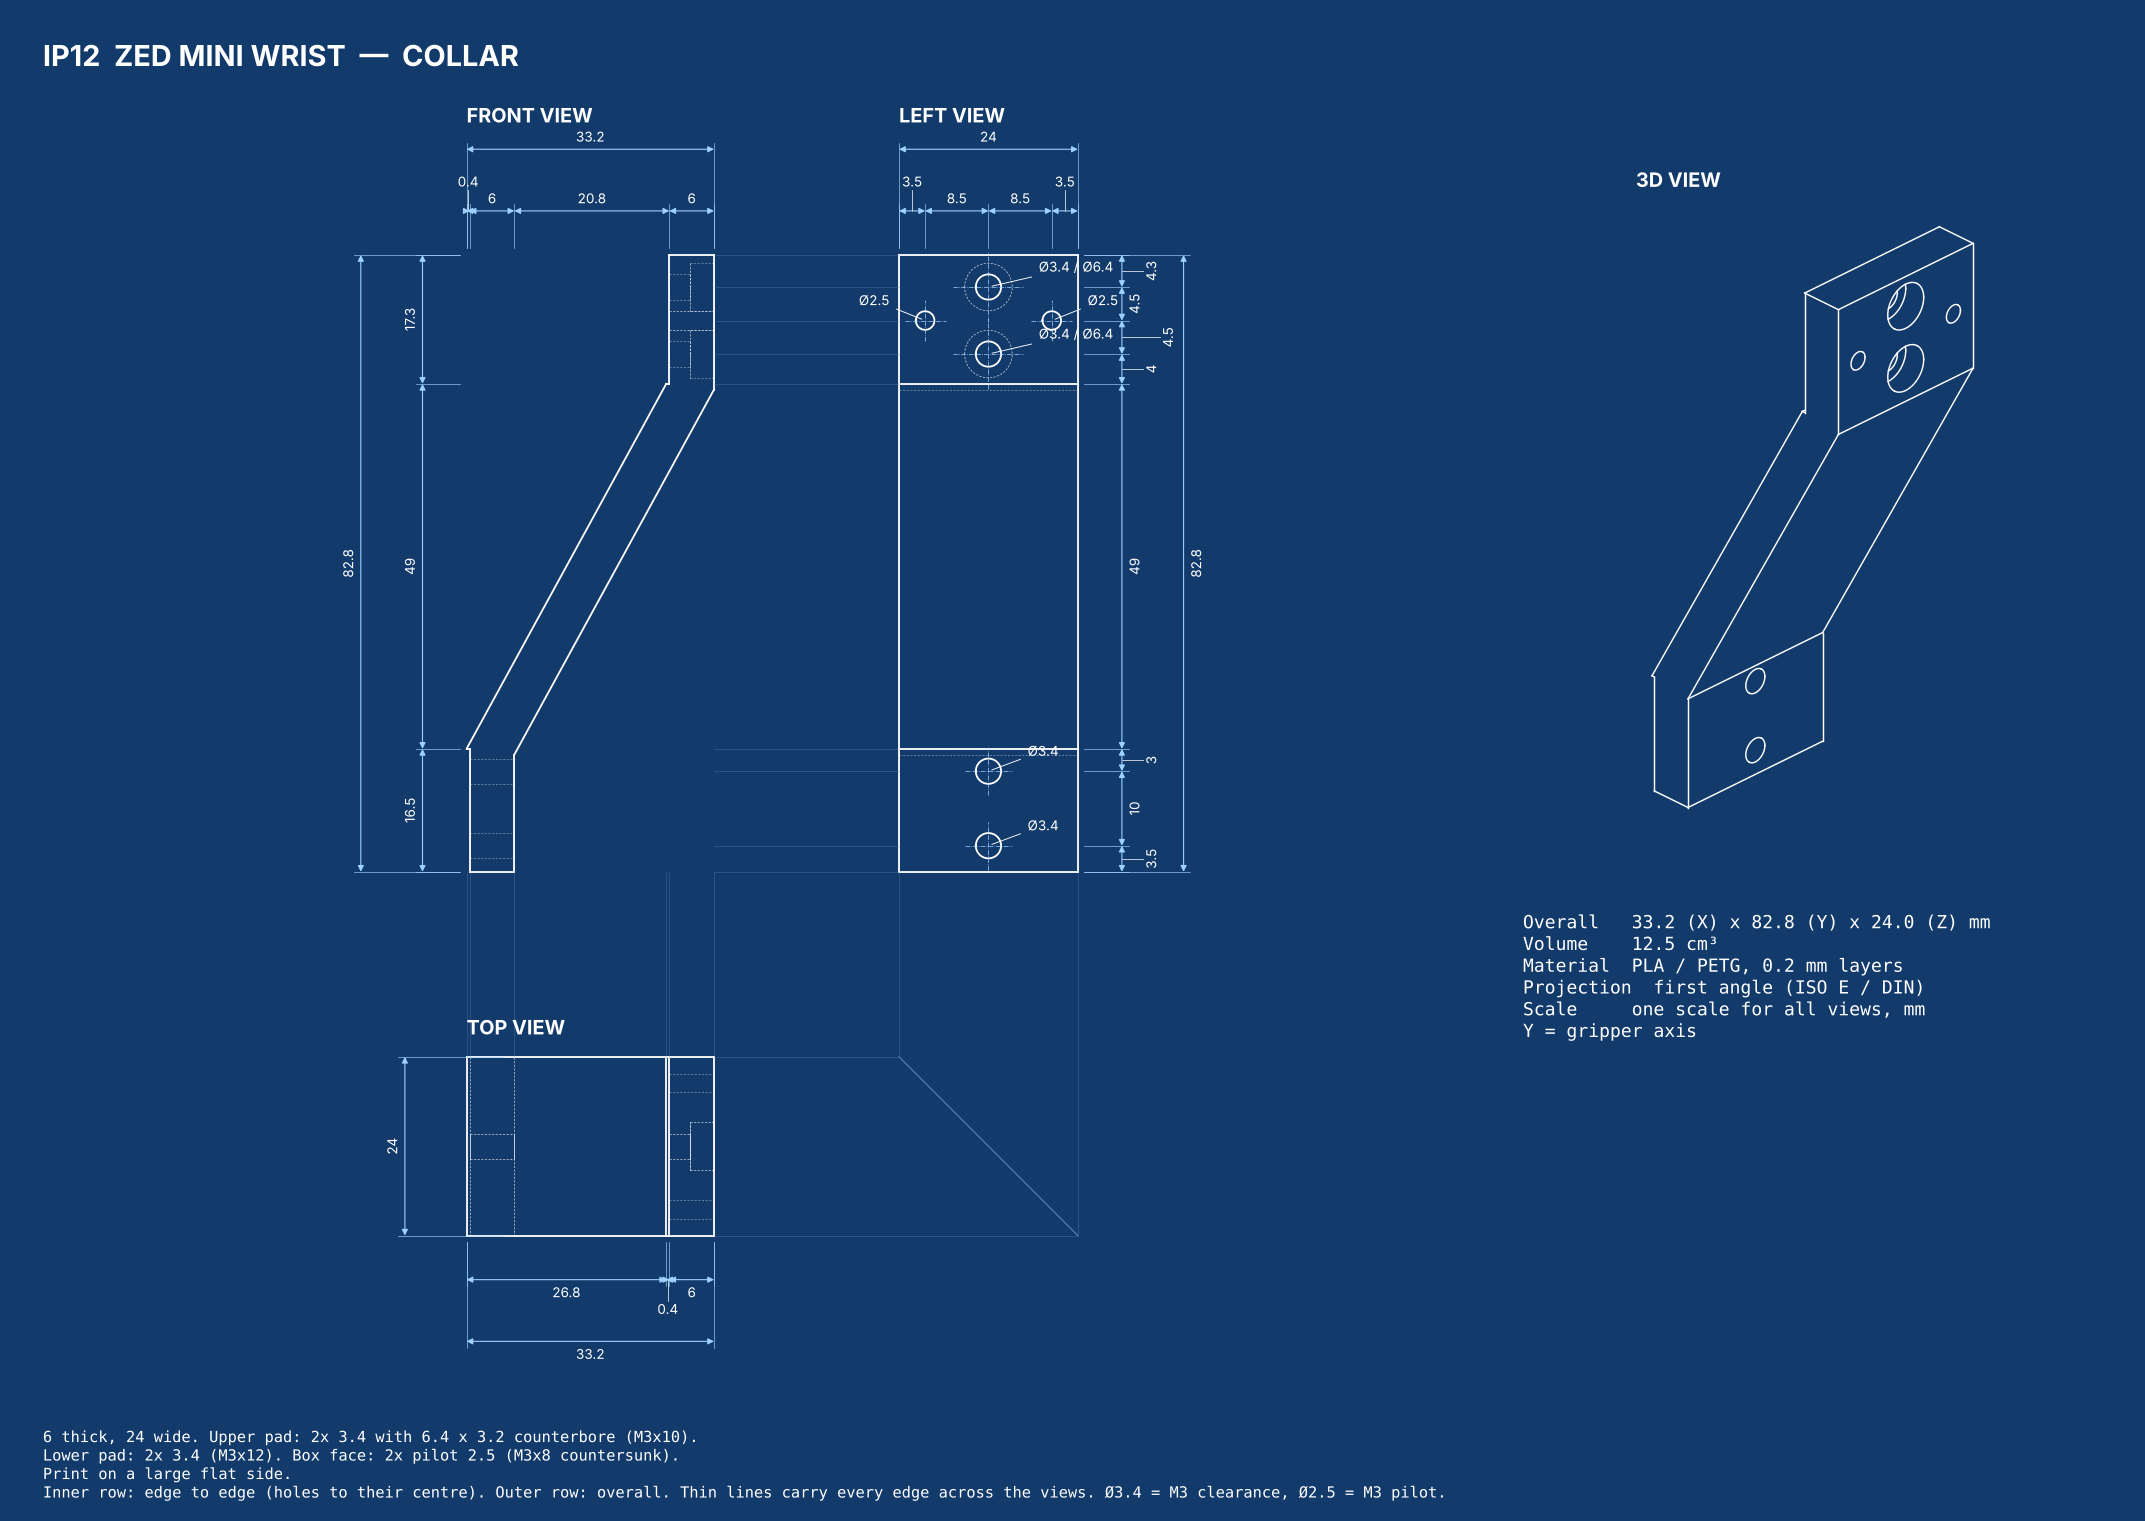 IP12 ZED MINI WRIST — COLLAR
FRONT VIEW
LEFT VIEW
33.2
24
3D VIEW
0.4
3.5
3.5
6
20.8
6
8.5
8.5
Ø3.4 / Ø6.4
4.3
Ø2.5
Ø2.5
4.5
17.3
Ø3.4 / Ø6.4
4.5
4
82.8
49
49
82.8
Ø3.4
3
16.5
10
Ø3.4
3.5
Overall 33.2 (X) x 82.8 (Y) x 24.0 (Z) mm
Volume 12.5 cm³
Material PLA / PETG, 0.2 mm layers
Projection first angle (ISO E / DIN)
Scale one scale for all views, mm
Y = gripper axis
TOP VIEW
24
26.8
6
0.4
33.2
6 thick, 24 wide. Upper pad: 2x 3.4 with 6.4 x 3.2 counterbore (M3x10).
Lower pad: 2x 3.4 (M3x12). Box face: 2x pilot 2.5 (M3x8 countersunk).
Print on a large flat side.
Inner row: edge to edge (holes to their centre). Outer row: overall. Thin lines carry every edge across the views. Ø3.4 = M3 clearance, Ø2.5 = M3 pilot.